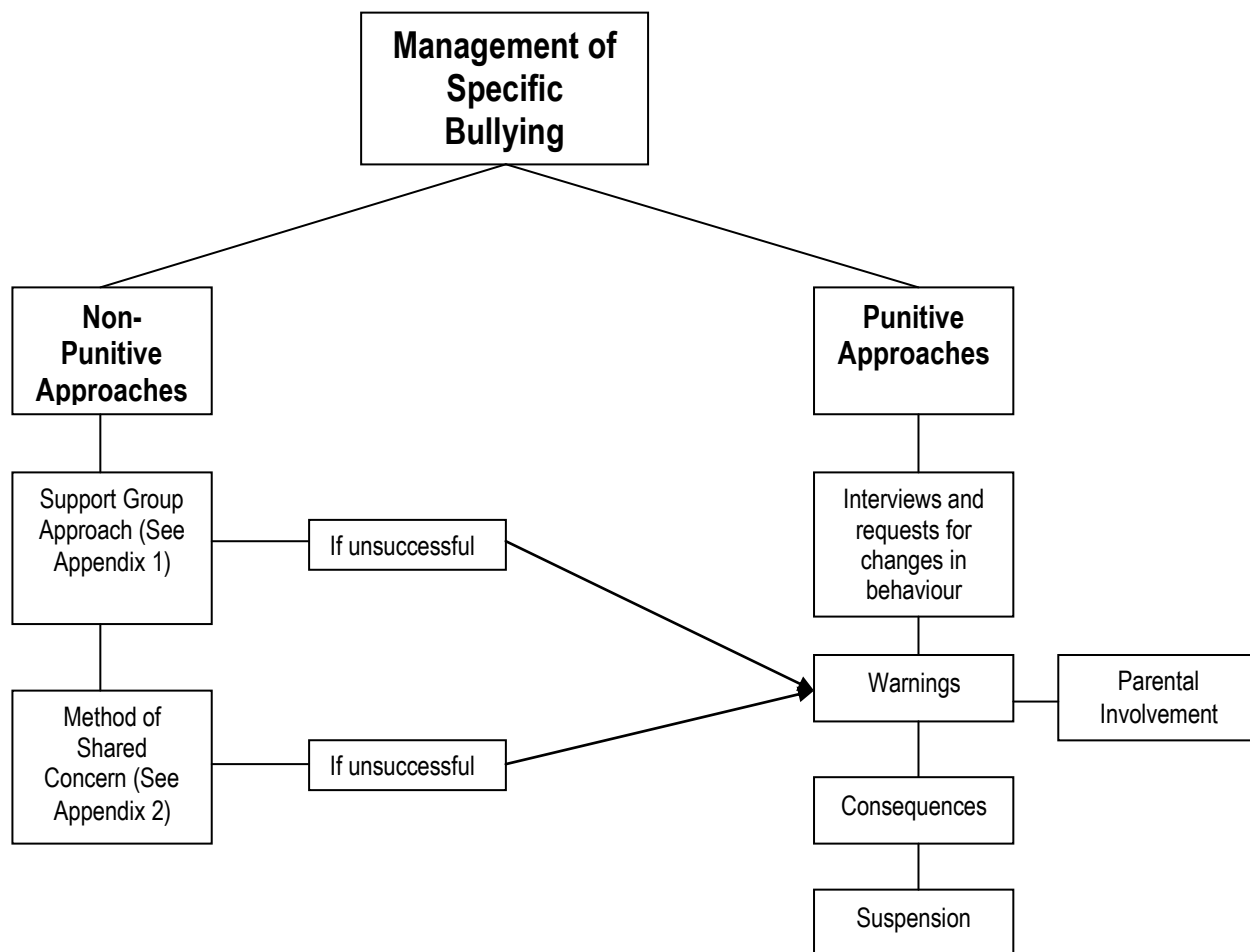 Management of
Specific
Bullying
Non-
Punitive
Approaches
Punitive
Approaches
Support Group
Approach (See
Appendix 1)
If unsuccessful
Interviews and
requests for
changes in
behaviour
Warnings
Parental
Involvement
Method of
Shared
Concern (See
Appendix 2)
If unsuccessful
Consequences
Suspension